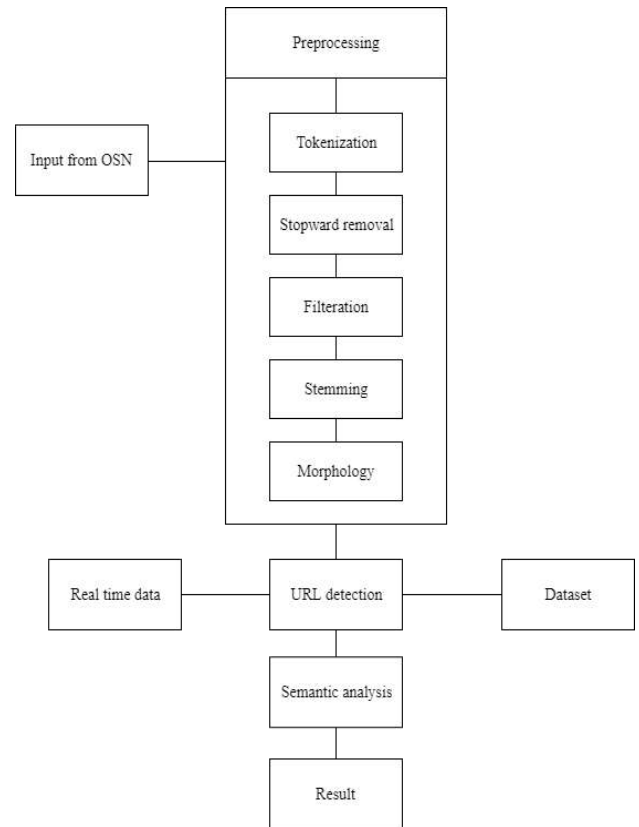 Preprocessing
Input from OSN
Tokenization
Stopward removal
Filteration
Stemming
Morphology
Real time data
URL detection
Dataset
Semantic analysis
Result